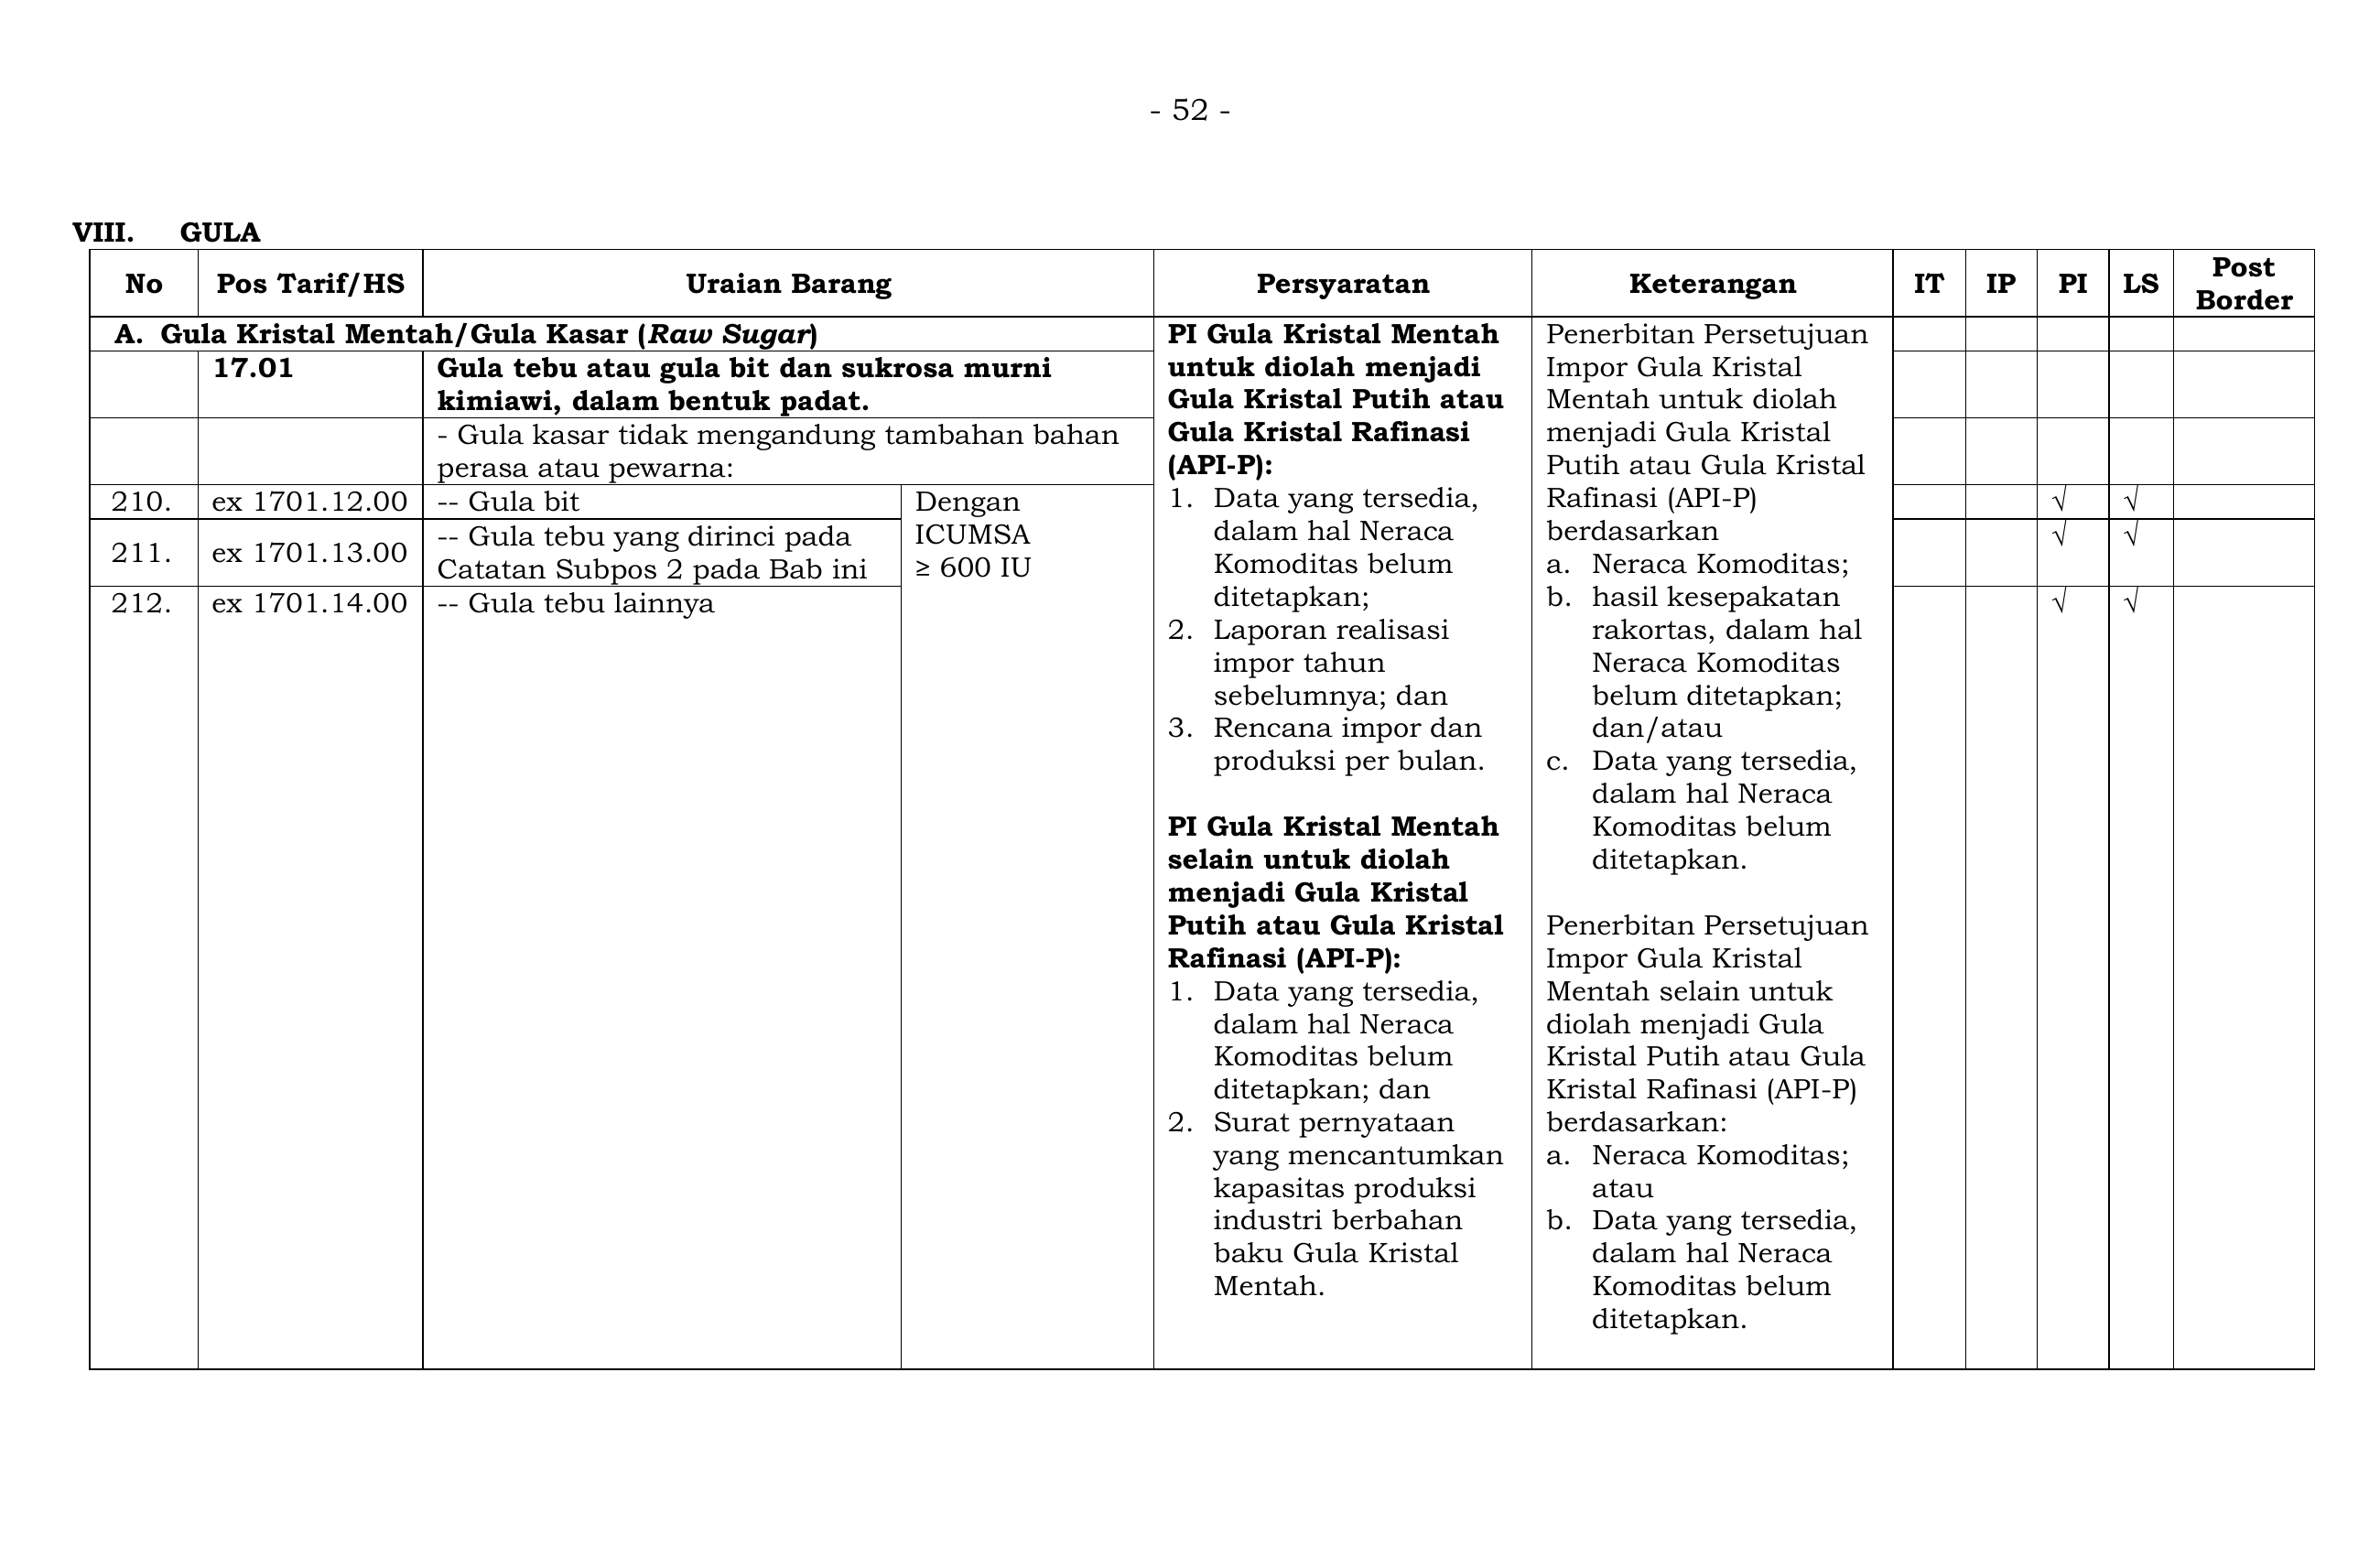 - 52 -
VIII. GULA
No Pos Tarif/HS Uraian Barang Persyaratan Keterangan IT IP PI LS Post
Border
A. Gula Kristal Mentah/Gula Kasar (Raw Sugar)
17.01 Gula tebu atau gula bit dan sukrosa murni
kimiawi, dalam bentuk padat.
- Gula kasar tidak mengandung tambahan bahan
perasa atau pewarna:
210. ex 1701.12.00 -- Gula bit
211. ex 1701.13.00 -- Gula tebu yang dirinci pada
Catatan Subpos 2 pada Bab ini
212. ex 1701.14.00 -- Gula tebu lainnya
Dengan
ICUMSA
≥ 600 IU
PI Gula Kristal Mentah
untuk diolah menjadi
Gula Kristal Putih atau
Gula Kristal Rafinasi
(API-P):
1. Data yang tersedia,
dalam hal Neraca
Komoditas belum
ditetapkan;
2. Laporan realisasi
impor tahun
sebelumnya; dan
3. Rencana impor dan
produksi per bulan.
PI Gula Kristal Mentah
selain untuk diolah
menjadi Gula Kristal
Putih atau Gula Kristal
Rafinasi (API-P):
1. Data yang tersedia,
dalam hal Neraca
Komoditas belum
ditetapkan; dan
2. Surat pernyataan
yang mencantumkan
kapasitas produksi
industri berbahan
baku Gula Kristal
Mentah.
Penerbitan Persetujuan
Impor Gula Kristal
Mentah untuk diolah
menjadi Gula Kristal
Putih atau Gula Kristal
Rafinasi (API-P)
berdasarkan
a. Neraca Komoditas;
b. hasil kesepakatan
rakortas, dalam hal
Neraca Komoditas
belum ditetapkan;
dan/atau
c. Data yang tersedia,
dalam hal Neraca
Komoditas belum
ditetapkan.
Penerbitan Persetujuan
Impor Gula Kristal
Mentah selain untuk
diolah menjadi Gula
Kristal Putih atau Gula
Kristal Rafinasi (API-P)
berdasarkan:
a. Neraca Komoditas;
atau
b. Data yang tersedia,
dalam hal Neraca
Komoditas belum
ditetapkan.
√ √
√ √
√ √